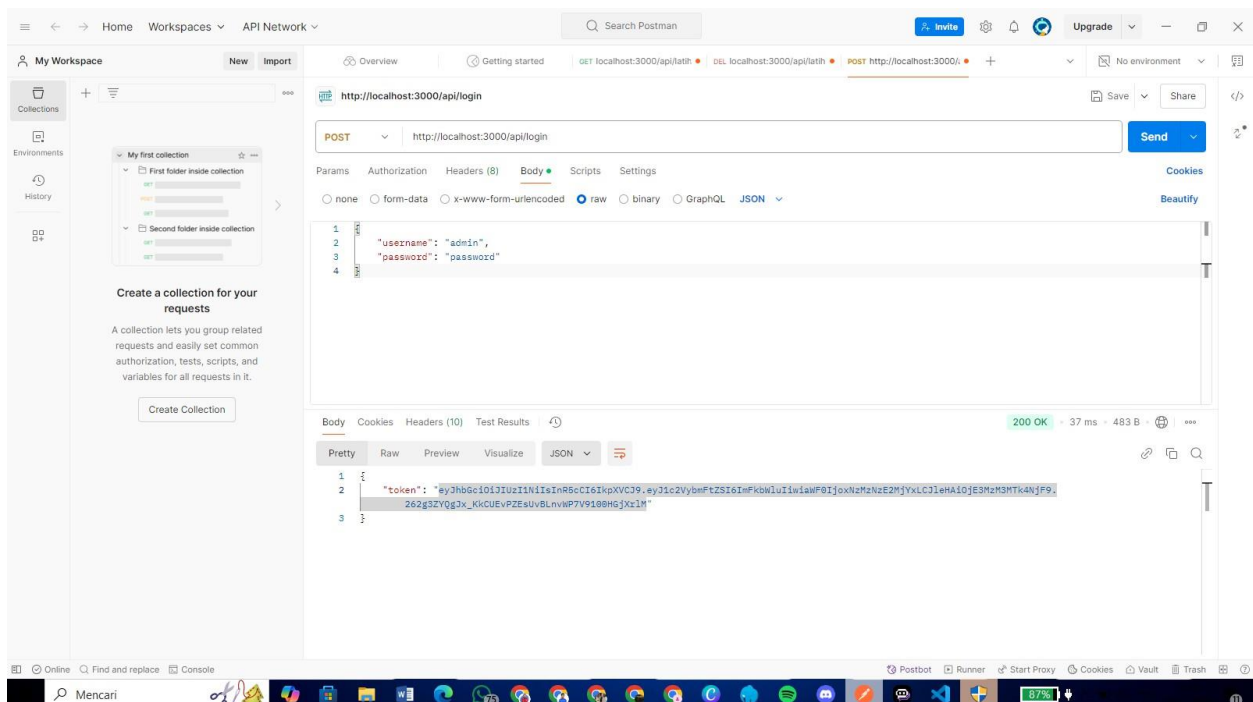 Home Workspaces API Network Search Postman Invite Upgrade
My Workspace New Import Overview Getting started GET localhost:3000/api/latih DEL localhost:3000/api/latih POST http://localhost:3000/ No environment
Collections
Environments
History
My first collection
First folder inside collection
GET
POST
GET
Second folder inside collection
GET
GET
Create a collection for your
requests
A collection lets you group related
requests and easily set common
authorization, tests, scripts, and
variables for all requests in it.
Create Collection
HTTP http://localhost:3000/api/login Save Share
POST http://localhost:3000/api/login Send
Params Authorization Headers (8) Body Scripts Settings Cookies
none form-data x-www-form-urlencoded raw binary GraphQL JSON Beautify
1 {
2 "username": "admin",
3 "password": "password"
4 }
Body Cookies Headers (10) Test Results 200 OK 37 ms 483 B
Pretty Raw Preview Visualize JSON
1 {
2 "token": "eyJhbGciOiJIUzI1NiIsInR5cCI6IkpXVCJ9.eyJ1c2VybmFtZSI6ImFkbWluIiwiaWF0IjoxNzMzNzE2MjYxLCJleHAiOjE3MzM3MTk4NjF9.
262g3ZYQgJx_KkCUEvPZEsUvBLnvWP7V9100HGjXrlM"
3 }
Online Find and replace Console Postbot Runner Start Proxy Cookies Vault Trash
Mencari 87%